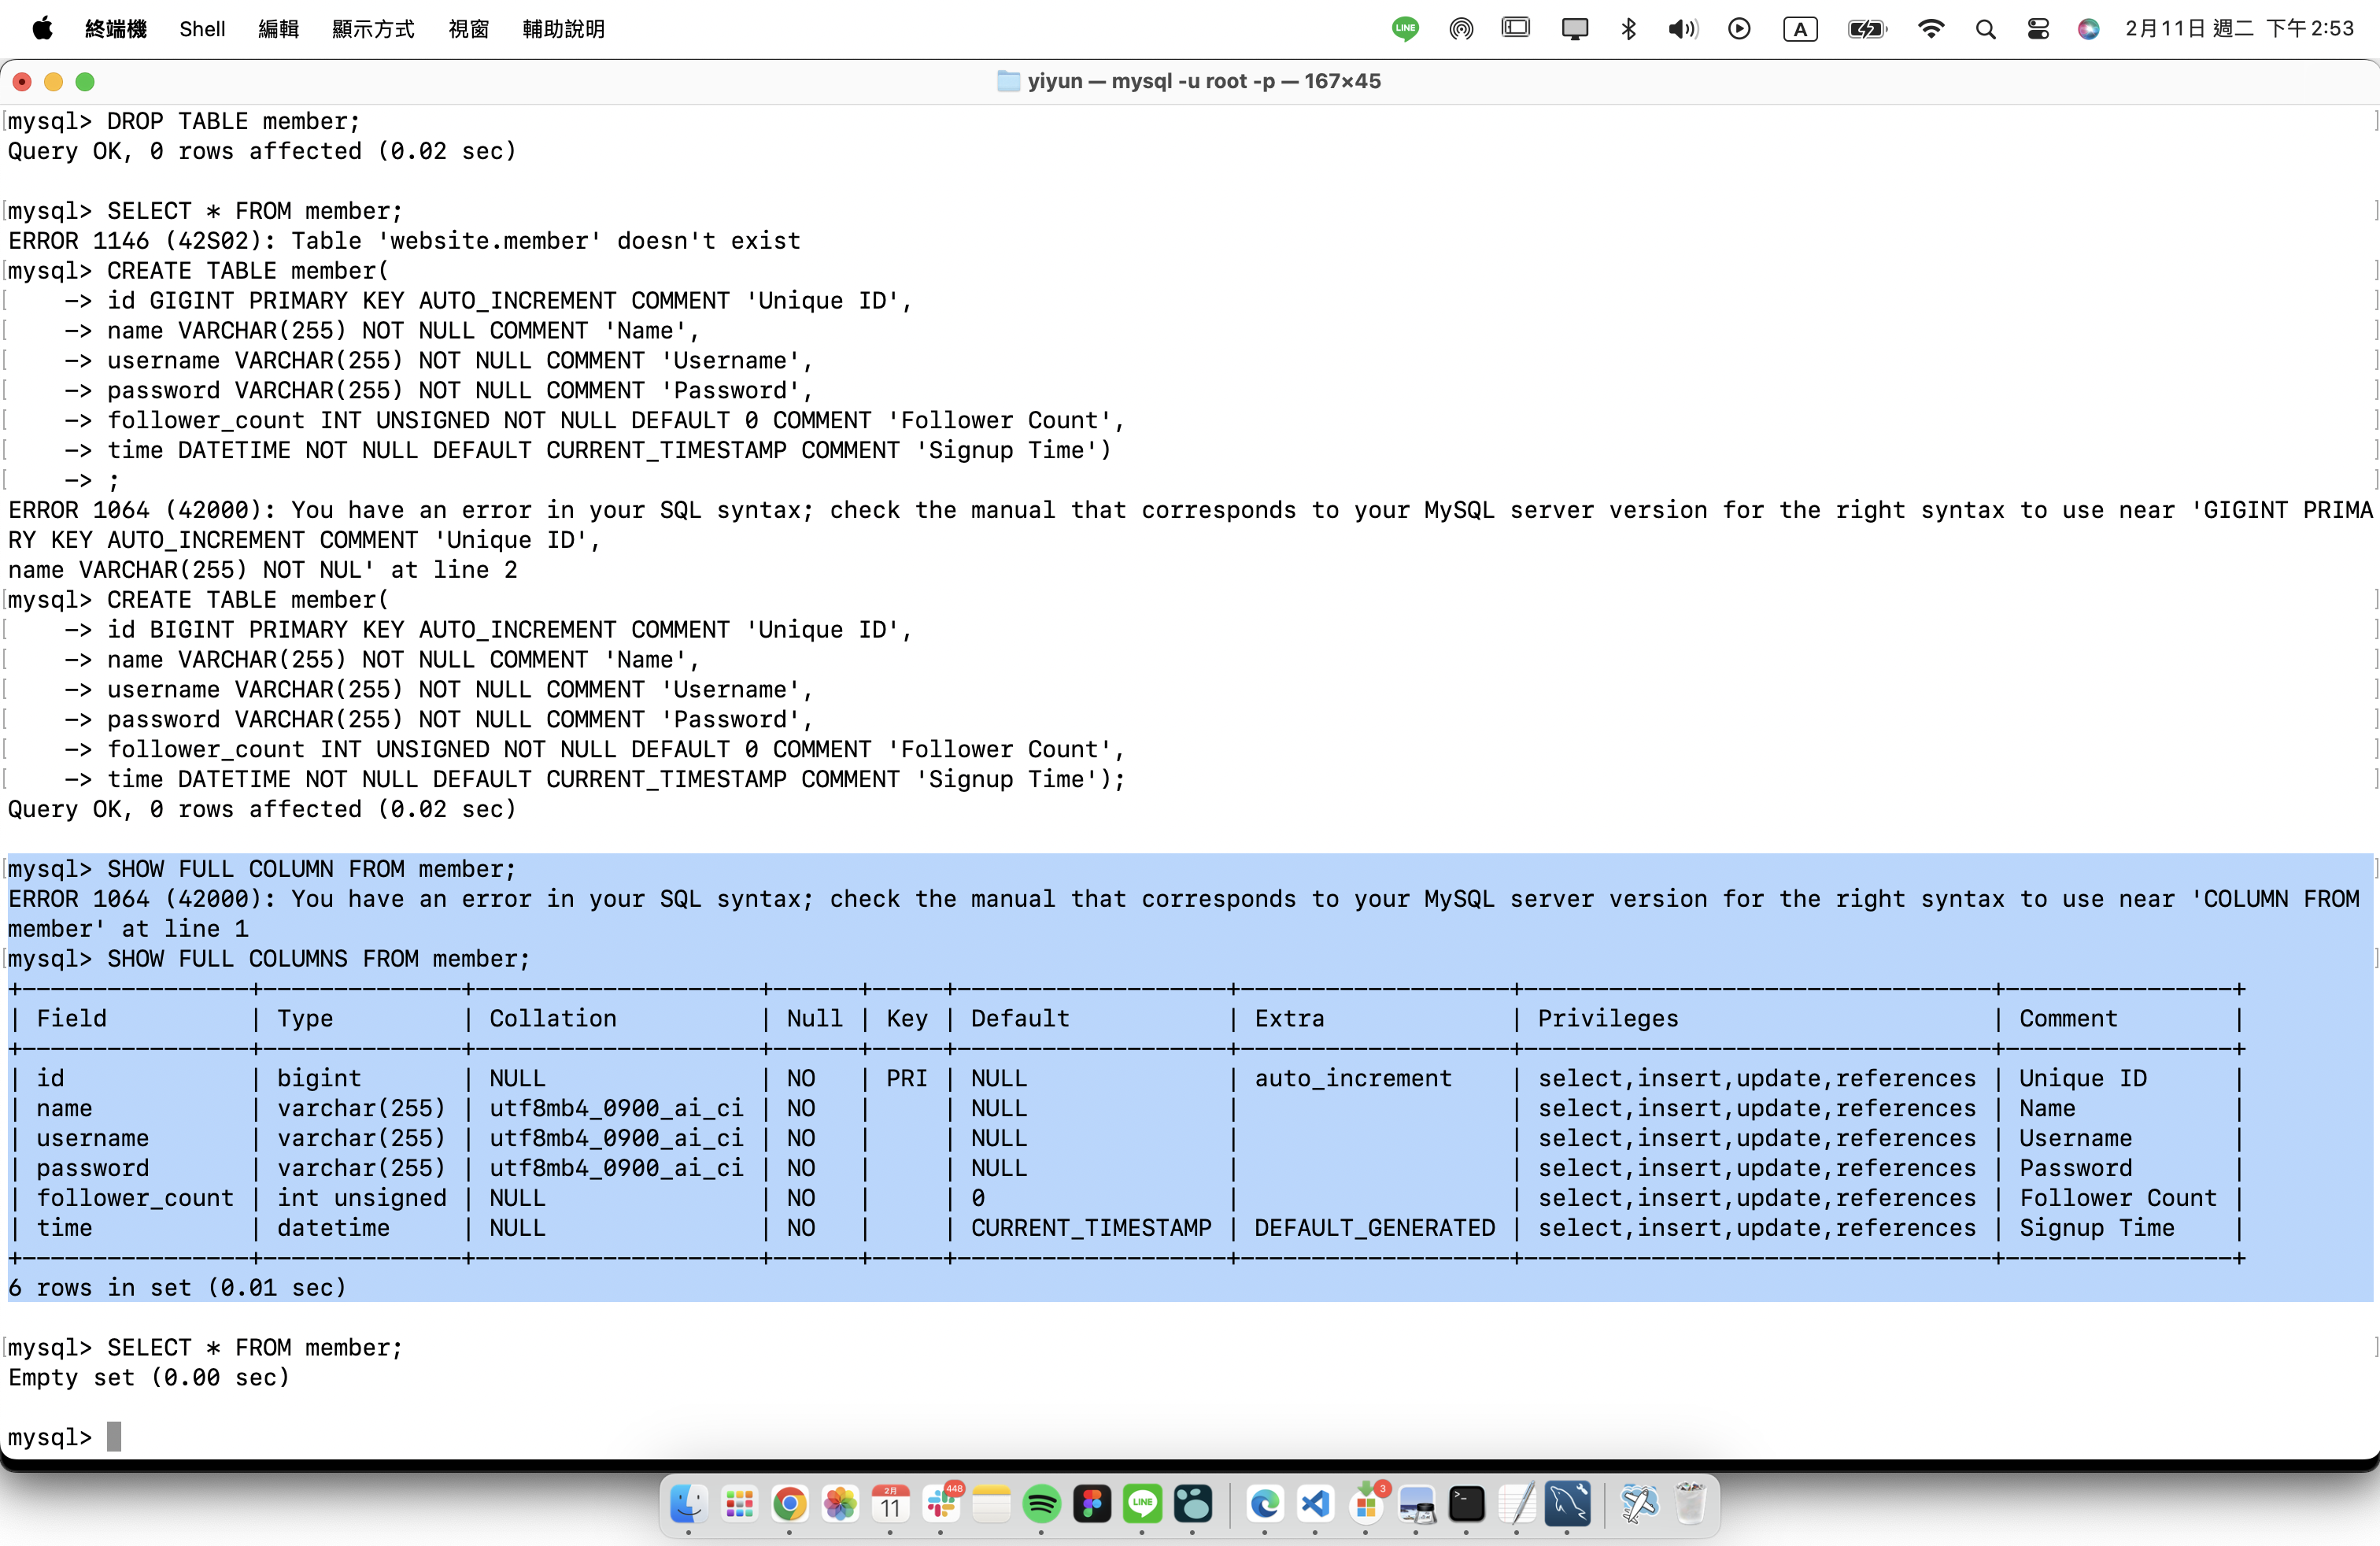 終端機 Shell 編輯 顯示方式 視窗 輔助說明 LINE A 2月11日 週二 下午2:53
yiyun — mysql -u root -p — 167×45
mysql> DROP TABLE member;
Query OK, 0 rows affected (0.02 sec)
mysql> SELECT * FROM member;
ERROR 1146 (42S02): Table 'website.member' doesn't exist
mysql> CREATE TABLE member(
    -> id GIGINT PRIMARY KEY AUTO_INCREMENT COMMENT 'Unique ID',
    -> name VARCHAR(255) NOT NULL COMMENT 'Name',
    -> username VARCHAR(255) NOT NULL COMMENT 'Username',
    -> password VARCHAR(255) NOT NULL COMMENT 'Password',
    -> follower_count INT UNSIGNED NOT NULL DEFAULT 0 COMMENT 'Follower Count',
    -> time DATETIME NOT NULL DEFAULT CURRENT_TIMESTAMP COMMENT 'Signup Time')
    -> ;
ERROR 1064 (42000): You have an error in your SQL syntax; check the manual that corresponds to your MySQL server version for the right syntax to use near 'GIGINT PRIMA
RY KEY AUTO_INCREMENT COMMENT 'Unique ID',
name VARCHAR(255) NOT NUL' at line 2
mysql> CREATE TABLE member(
    -> id BIGINT PRIMARY KEY AUTO_INCREMENT COMMENT 'Unique ID',
    -> name VARCHAR(255) NOT NULL COMMENT 'Name',
    -> username VARCHAR(255) NOT NULL COMMENT 'Username',
    -> password VARCHAR(255) NOT NULL COMMENT 'Password',
    -> follower_count INT UNSIGNED NOT NULL DEFAULT 0 COMMENT 'Follower Count',
    -> time DATETIME NOT NULL DEFAULT CURRENT_TIMESTAMP COMMENT 'Signup Time');
Query OK, 0 rows affected (0.02 sec)
mysql> SHOW FULL COLUMN FROM member;
ERROR 1064 (42000): You have an error in your SQL syntax; check the manual that corresponds to your MySQL server version for the right syntax to use near 'COLUMN FROM
member' at line 1
mysql> SHOW FULL COLUMNS FROM member;
+----------------+--------------+--------------------+------+-----+-------------------+-------------------+---------------------------------+----------------+
| Field          | Type         | Collation          | Null | Key | Default           | Extra             | Privileges                      | Comment        |
+----------------+--------------+--------------------+------+-----+-------------------+-------------------+---------------------------------+----------------+
| id             | bigint       | NULL               | NO   | PRI | NULL              | auto_increment    | select,insert,update,references | Unique ID      |
| name           | varchar(255) | utf8mb4_0900_ai_ci | NO   |     | NULL              |                   | select,insert,update,references | Name           |
| username       | varchar(255) | utf8mb4_0900_ai_ci | NO   |     | NULL              |                   | select,insert,update,references | Username       |
| password       | varchar(255) | utf8mb4_0900_ai_ci | NO   |     | NULL              |                   | select,insert,update,references | Password       |
| follower_count | int unsigned | NULL               | NO   |     | 0                 |                   | select,insert,update,references | Follower Count |
| time           | datetime     | NULL               | NO   |     | CURRENT_TIMESTAMP | DEFAULT_GENERATED | select,insert,update,references | Signup Time    |
+----------------+--------------+--------------------+------+-----+-------------------+-------------------+---------------------------------+----------------+
6 rows in set (0.01 sec)
mysql> SELECT * FROM member;
Empty set (0.00 sec)
mysql>
2月 448 3
11 LINE >_